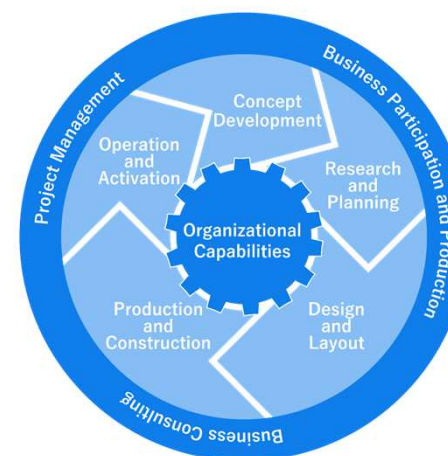 Project Management
Business Participation and Production
Business Consulting
Concept
Development
Research
and
Planning
Design
and
Layout
Production
and
Construction
Operation
and
Activation
Organizational
Capabilities